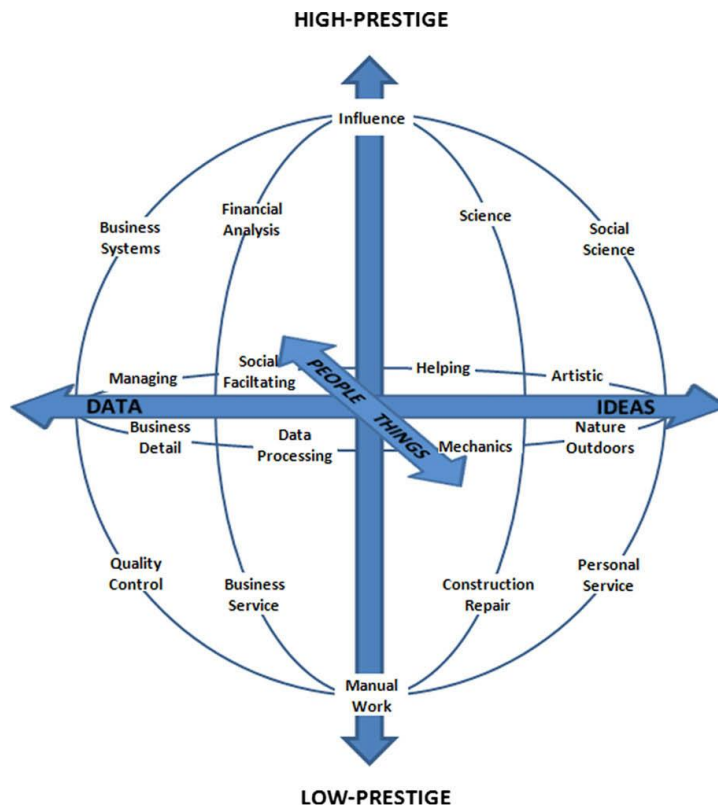 HIGH-PRESTIGE
Influence
Financial
Analysis
Science
Business
Systems
Social
Science
Social
Faciltating
Managing
Helping
Artistic
PEOPLE THINGS
DATA
IDEAS
Business
Detail
Data
Processing
Mechanics
Nature
Outdoors
Quality
Control
Business
Service
Construction
Repair
Personal
Service
Manual
Work
LOW-PRESTIGE